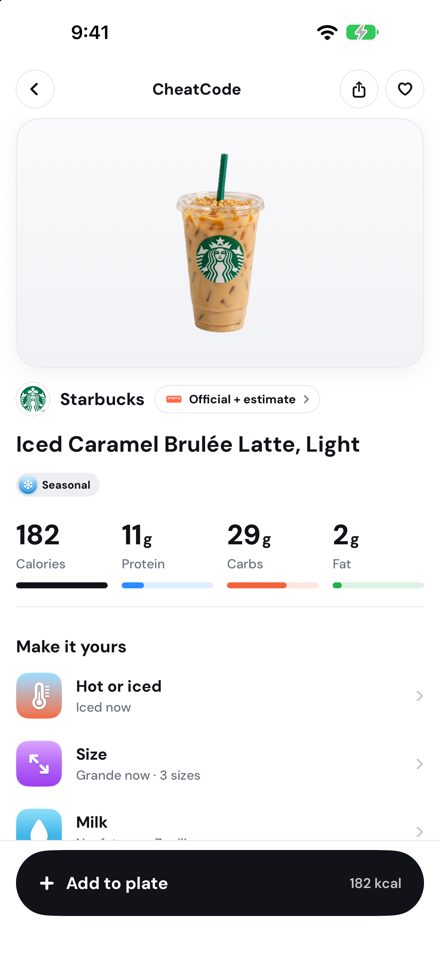 9:41
CheatCode
Starbucks
Official + estimate
Iced Caramel Brulée Latte, Light
Seasonal
182
11g
29g
2g
Calories
Protein
Carbs
Fat
Make it yours
Hot or iced
Iced now
Size
Grande now · 3 sizes
Milk
Add to plate
182 kcal